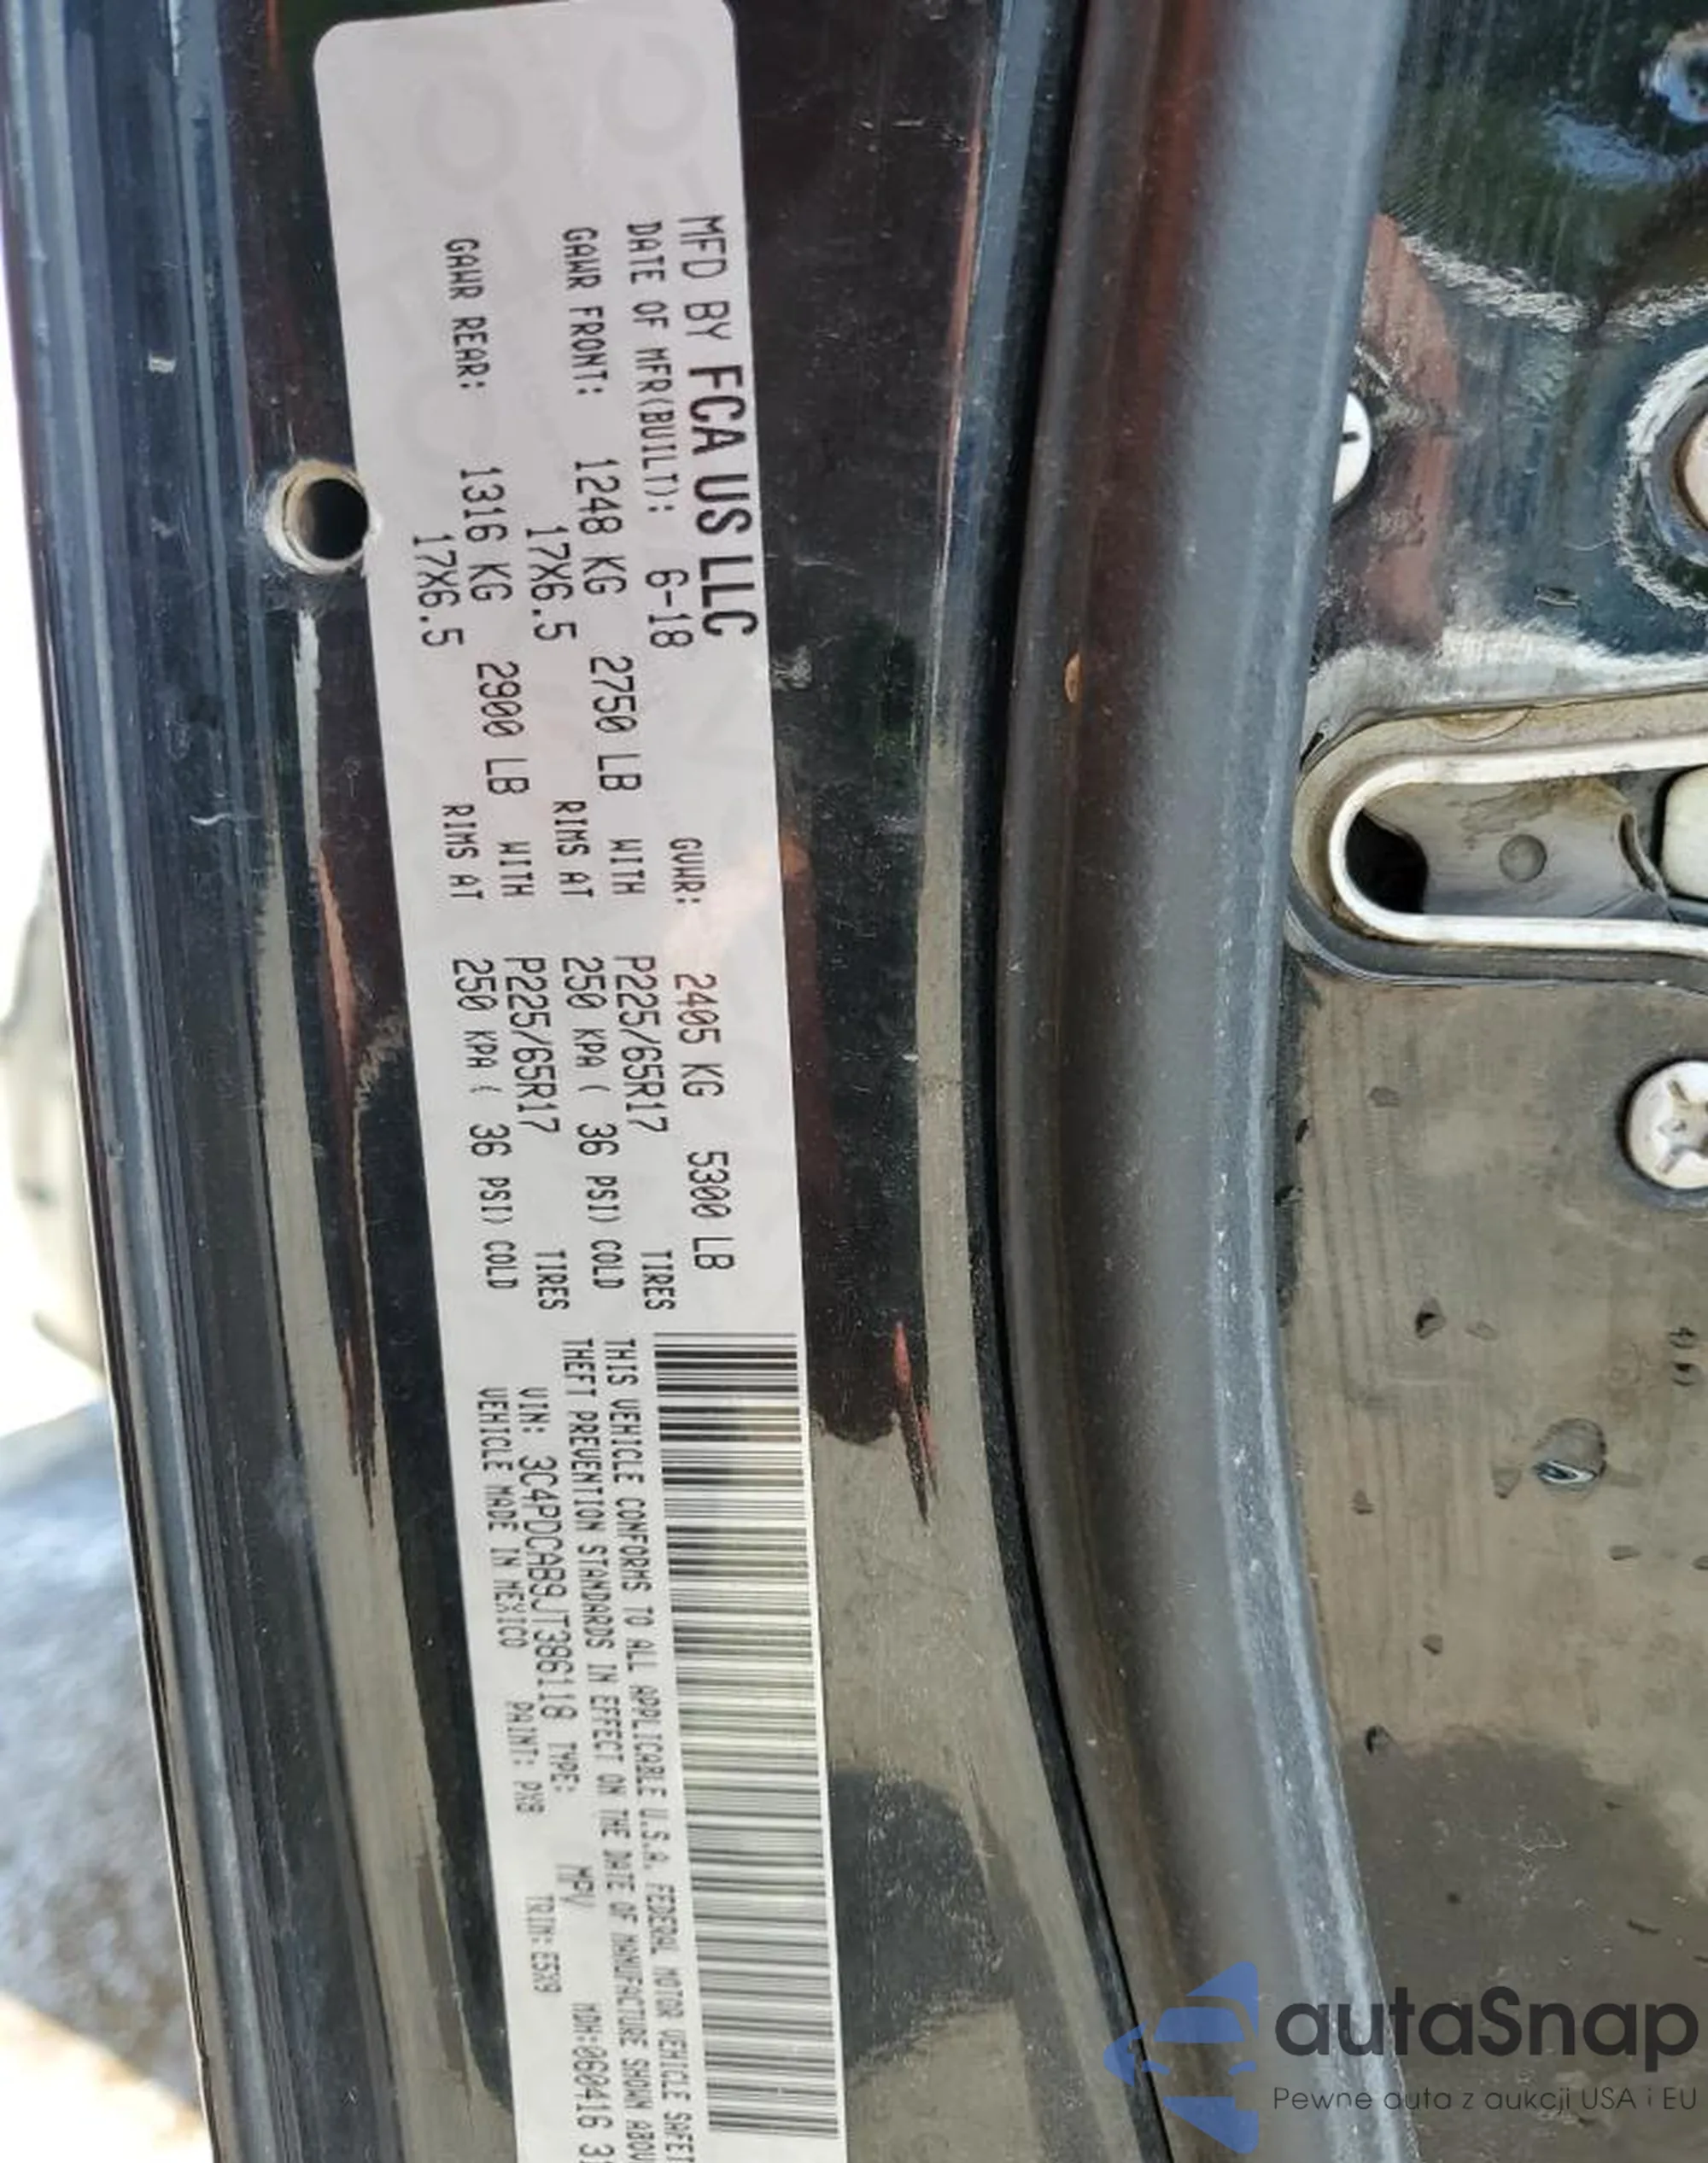 MFD BY FCA US LLC
DATE OF MFR(BUILT): 6-18 GVWR: 2405 KG 5300 LB
GAWR FRONT: 1248 KG 2750 LB WITH P225/65R17 TIRES
17X6.5 RIMS AT 250 KPA ( 36 PSI) COLD
GAWR REAR: 1316 KG 2900 LB WITH P225/65R17 TIRES
17X6.5 RIMS AT 250 KPA ( 36 PSI) COLD
THIS VEHICLE CONFORMS TO ALL APPLICABLE U.S.A. FEDERAL MOTOR VEHICLE SAFET
THEFT PREVENTION STANDARDS IN EFFECT ON THE DATE OF MANUFACTURE SHOWN ABOV
VIN: 3C4PDCAB9JT386118 TYPE: MPV MDH:060416 3
VEHICLE MADE IN MEXICO PAINT: PX8 TRIM: E5X9
autaSnap
Pewne auta z aukcji USA i EU